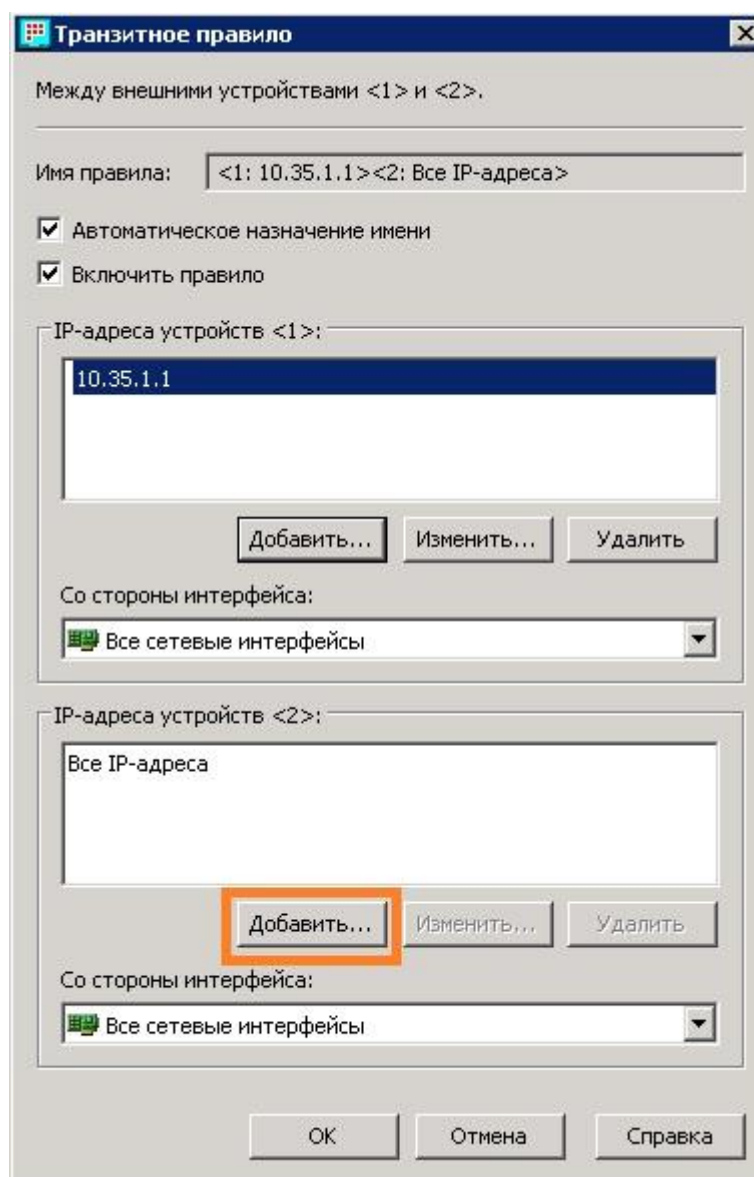 Транзитное правило
Между внешними устройствами <1> и <2>.
Имя правила: <1: 10.35.1.1><2: Все IP-адреса>
Автоматическое назначение имени
Включить правило
IP-адреса устройств <1>:
10.35.1.1
Добавить... Изменить... Удалить
Со стороны интерфейса:
Все сетевые интерфейсы
IP-адреса устройств <2>:
Все IP-адреса
Добавить... Изменить... Удалить
Со стороны интерфейса:
Все сетевые интерфейсы
OK Отмена Справка